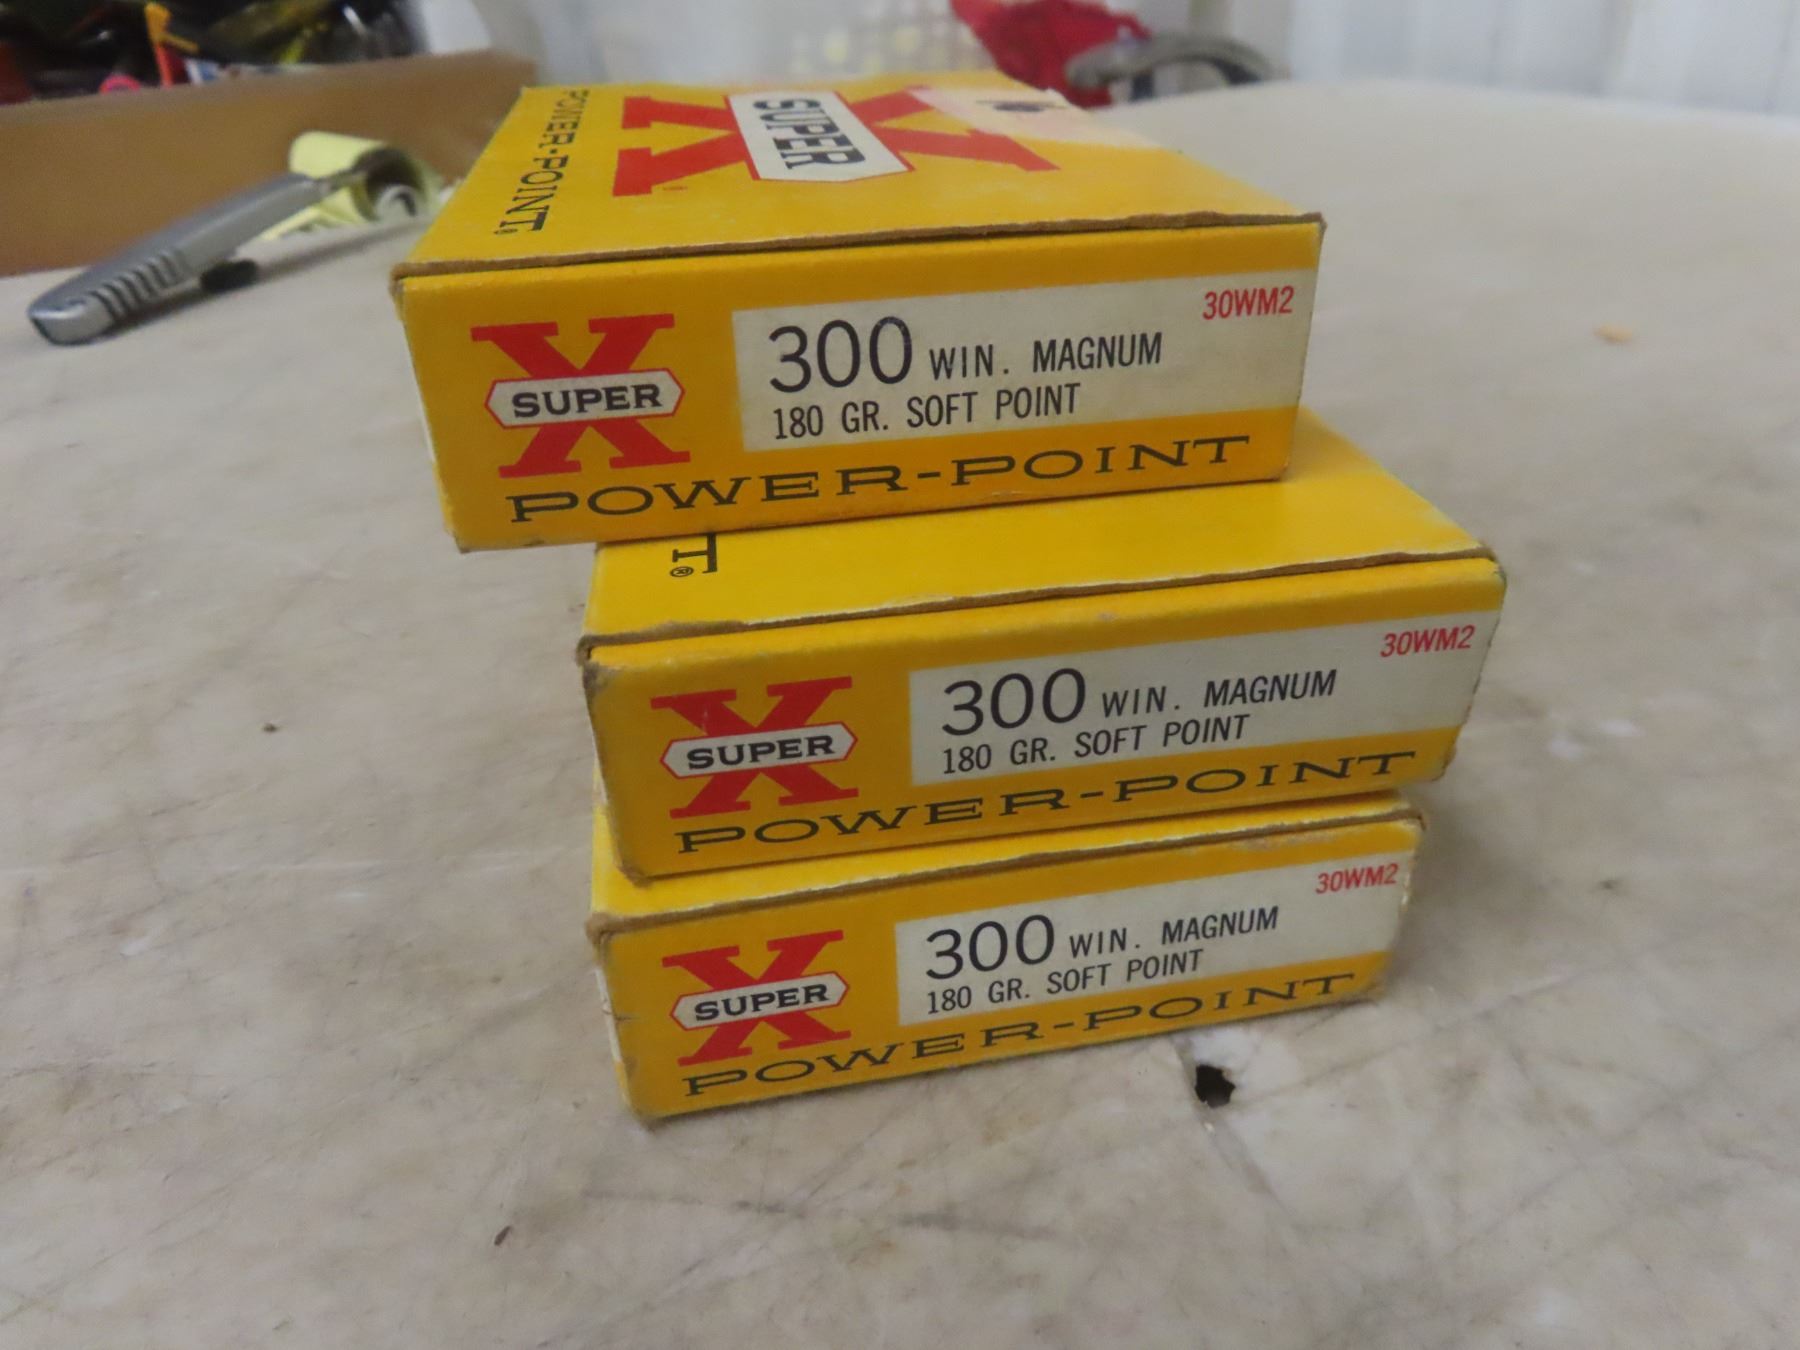 POWER-POINT®
X
SUPER
30WM2
300 WIN. MAGNUM
180 GR. SOFT POINT
X
SUPER
POWER-POINT
T®
30WM2
300 WIN. MAGNUM
180 GR. SOFT POINT
X
SUPER
POWER-POINT
30WM2
300 WIN. MAGNUM
180 GR. SOFT POINT
X
SUPER
POWER-POINT